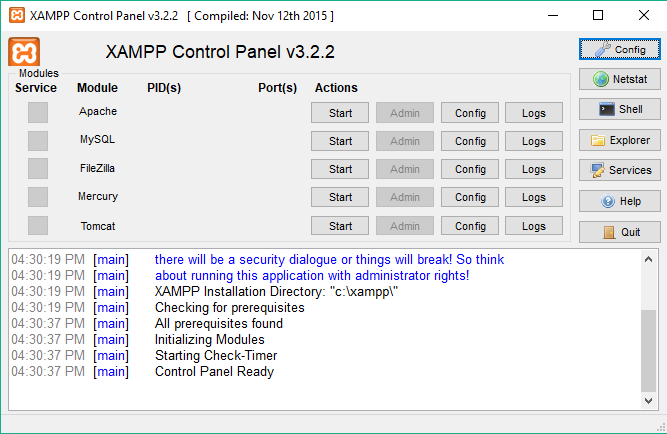 XAMPP Control Panel v3.2.2 [ Compiled: Nov 12th 2015 ]
XAMPP Control Panel v3.2.2
Config
Modules
Netstat
Service Module PID(s) Port(s) Actions
Apache Start Admin Config Logs
Shell
MySQL Start Admin Config Logs
Explorer
FileZilla Start Admin Config Logs
Services
Mercury Start Admin Config Logs
Help
Tomcat Start Admin Config Logs
Quit
04:30:19 PM [main] there will be a security dialogue or things will break! So think
04:30:19 PM [main] about running this application with administrator rights!
04:30:19 PM [main] XAMPP Installation Directory: "c:\xampp\"
04:30:19 PM [main] Checking for prerequisites
04:30:37 PM [main] All prerequisites found
04:30:37 PM [main] Initializing Modules
04:30:37 PM [main] Starting Check-Timer
04:30:37 PM [main] Control Panel Ready